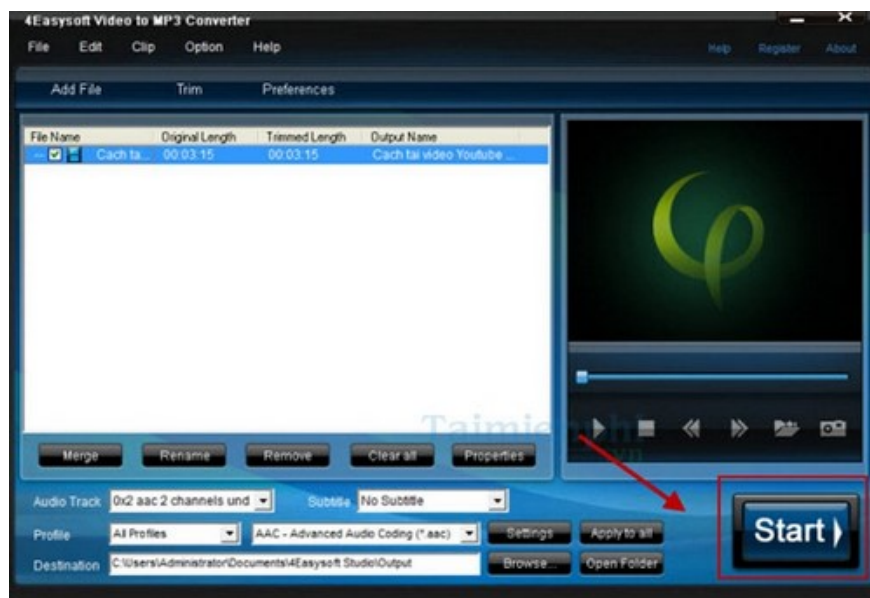 4Easysoft Video to MP3 Converter
File Edit Clip Option Help
Help Register About
Add File Trim Preferences
File Name Original Length Trimmed Length Output Name
Cach ta... 00:03:15 00:03:15 Cach tai video Youtube ...
Taimienphi
.vn
Merge Rename Remove Clear all Properties
Audio Track 0x2 aac 2 channels und Subtitle No Subtitle
Profile All Profiles AAC - Advanced Audio Coding (*.aac) Settings Apply to all
Destination C:\Users\Administrator\Documents\4Easysoft Studio\Output Browse... Open Folder
Start